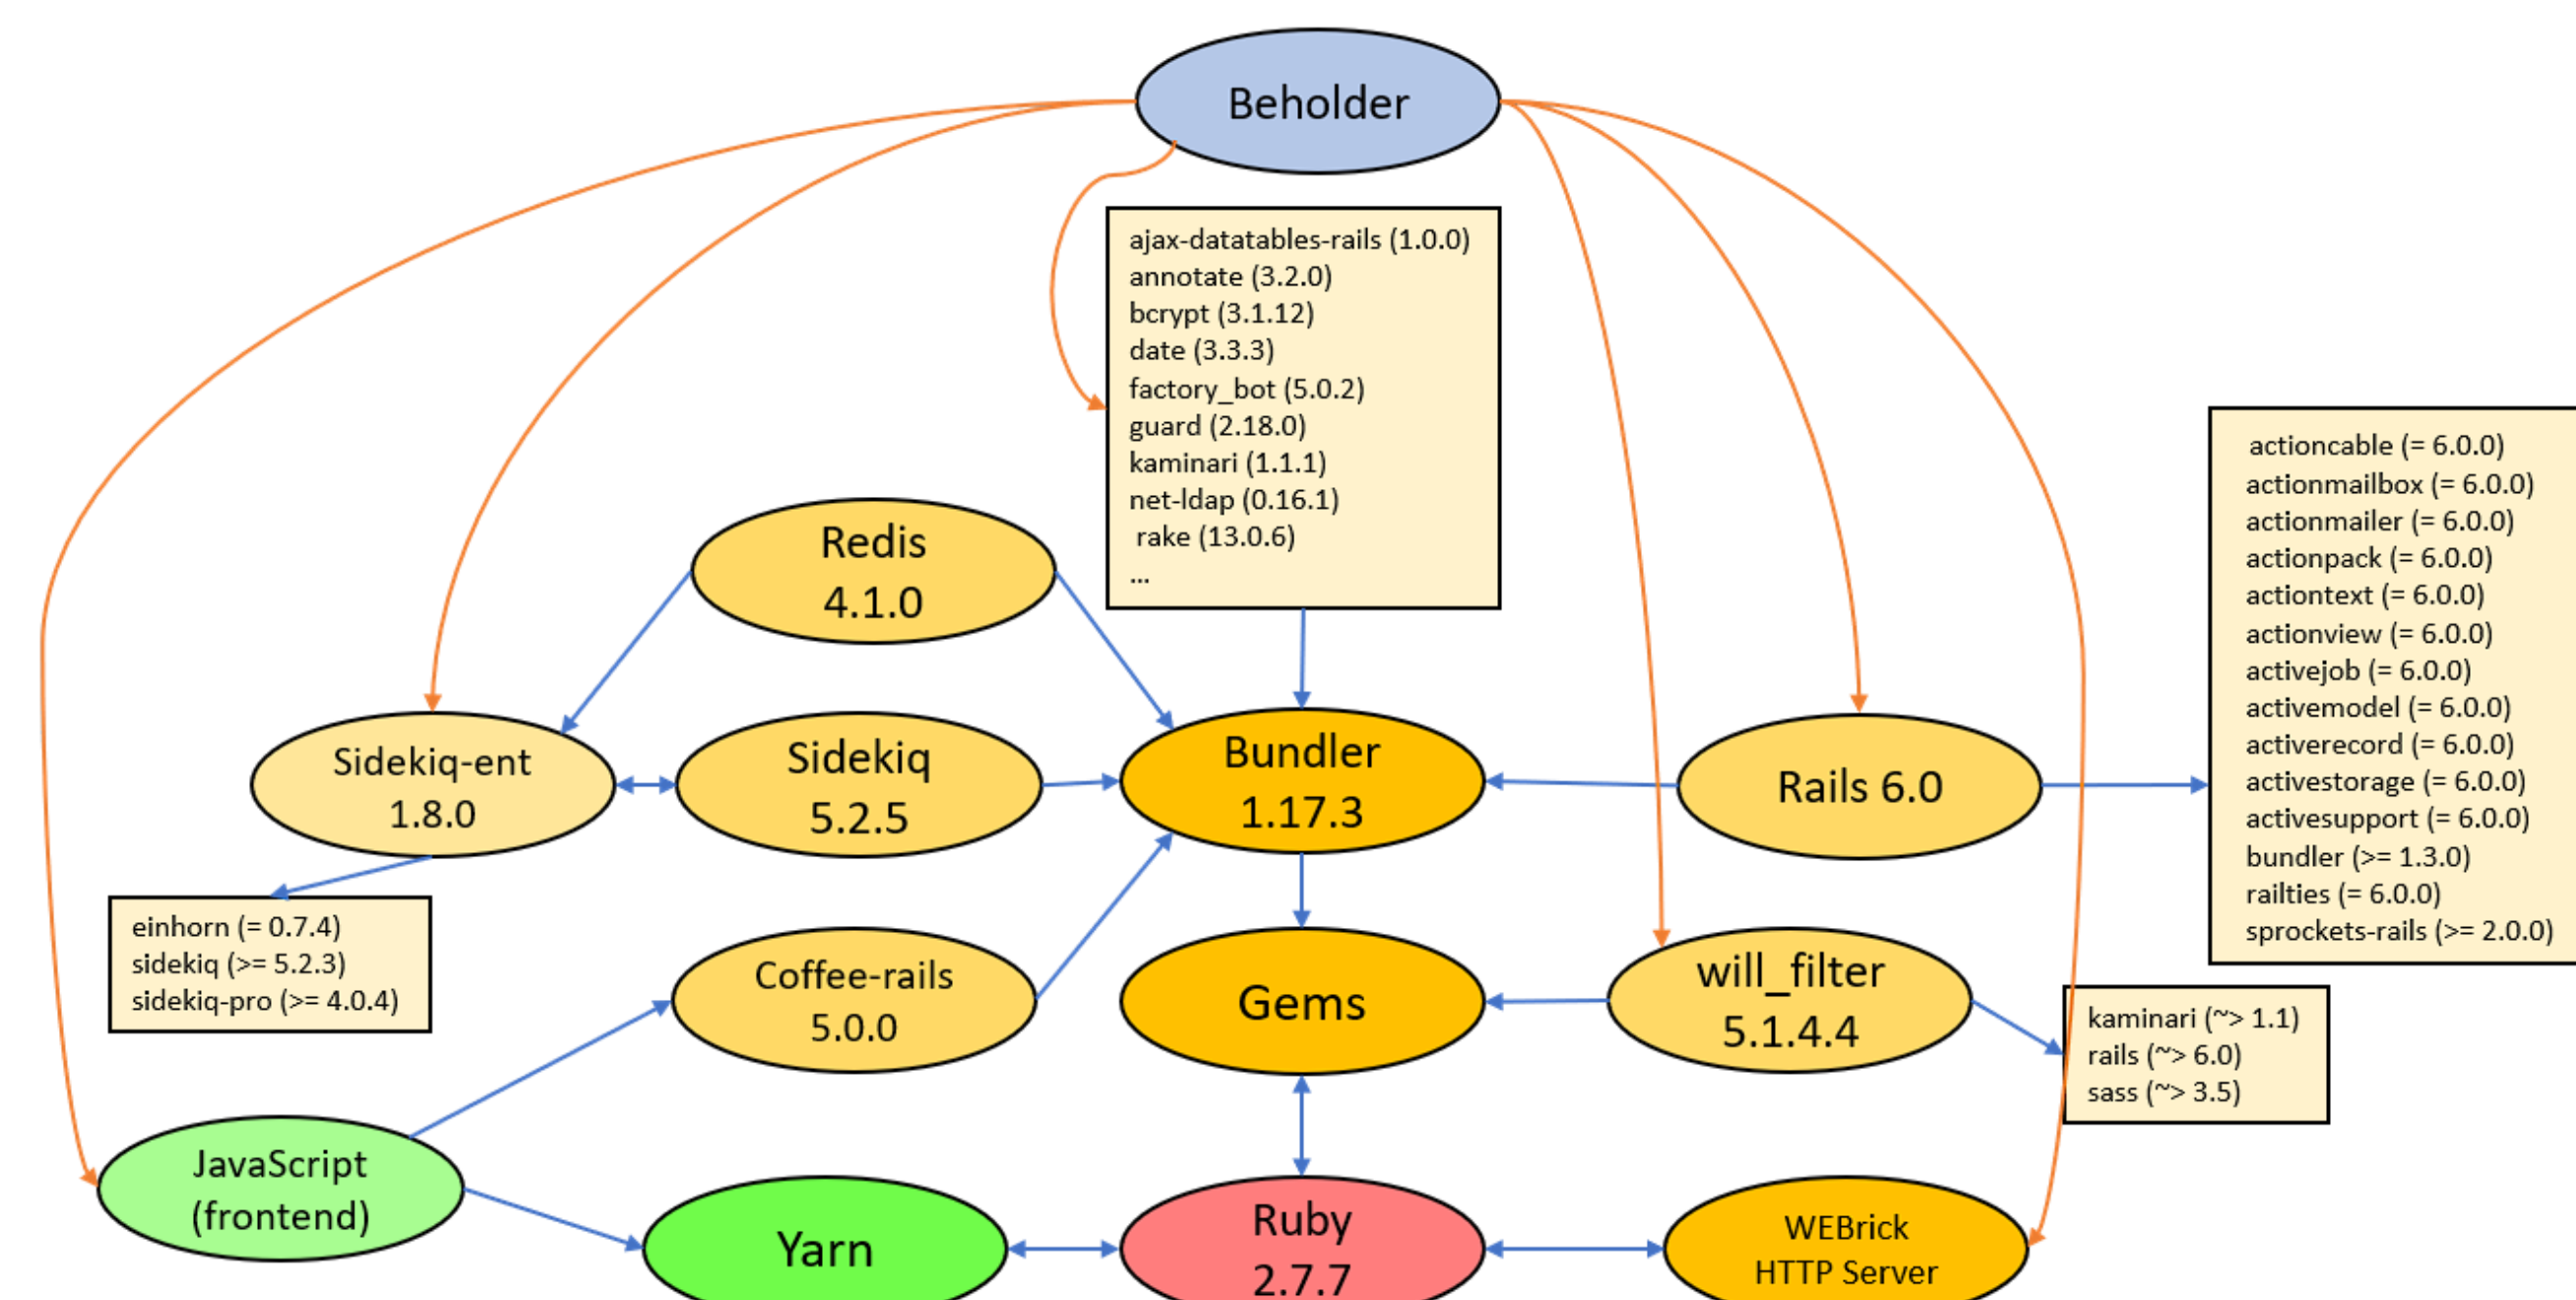 Beholder
ajax-datatables-rails (1.0.0)
annotate (3.2.0)
bcrypt (3.1.12)
date (3.3.3)
factory_bot (5.0.2)
guard (2.18.0)
kaminari (1.1.1)
net-ldap (0.16.1)
rake (13.0.6)
...
actioncable (= 6.0.0)
actionmailbox (= 6.0.0)
actionmailer (= 6.0.0)
actionpack (= 6.0.0)
actiontext (= 6.0.0)
actionview (= 6.0.0)
activejob (= 6.0.0)
activemodel (= 6.0.0)
activerecord (= 6.0.0)
activestorage (= 6.0.0)
activesupport (= 6.0.0)
bundler (>= 1.3.0)
railties (= 6.0.0)
sprockets-rails (>= 2.0.0)
Redis
4.1.0
Sidekiq-ent
1.8.0
Sidekiq
5.2.5
Bundler
1.17.3
Rails 6.0
einhorn (= 0.7.4)
sidekiq (>= 5.2.3)
sidekiq-pro (>= 4.0.4)
Coffee-rails
5.0.0
Gems
will_filter
5.1.4.4
kaminari (~> 1.1)
rails (~> 6.0)
sass (~> 3.5)
JavaScript
(frontend)
Yarn
Ruby
2.7.7
WEBrick
HTTP Server